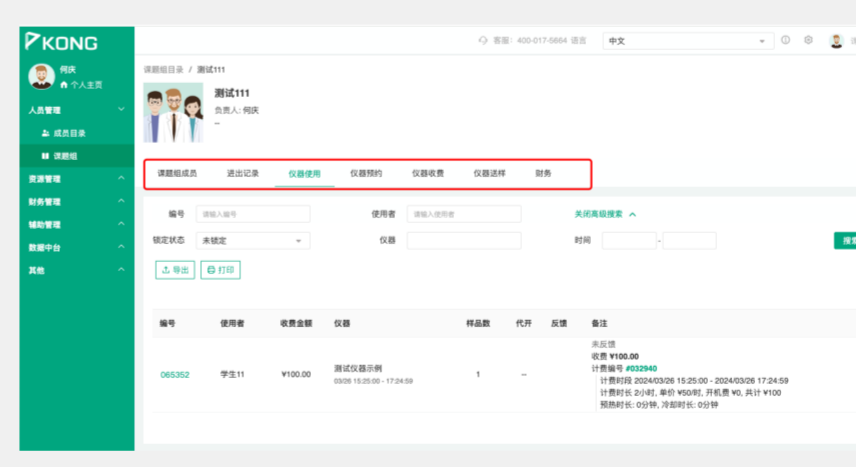 PKONG
客服: 400-017-5664 语言
中文
何庆
个人主页
人员管理
成员目录
课题组
资源管理
财务管理
辅助管理
数据中台
其他
课题组目录 / 测试111
测试111
负责人: 何庆
--
课题组成员 进出记录 仪器使用 仪器预约 仪器收费 仪器送样 财务
编号 请输入编号 使用者 请输入使用者 关闭高级搜索
锁定状态 未锁定 仪器 时间 - 搜索
导出 打印
编号 使用者 收费金额 仪器 样品数 代开 反馈 备注
065352 学生11 ¥100.00 测试仪器示例 1 --
03/26 15:25:00 - 17:24:59
未反馈
收费 ¥100.00
计费编号 #032940
计费时段 2024/03/26 15:25:00 - 2024/03/26 17:24:59
计费时长 2小时, 单价 ¥50/时, 开机费 ¥0, 共计 ¥100
预热时长: 0分钟, 冷却时长: 0分钟